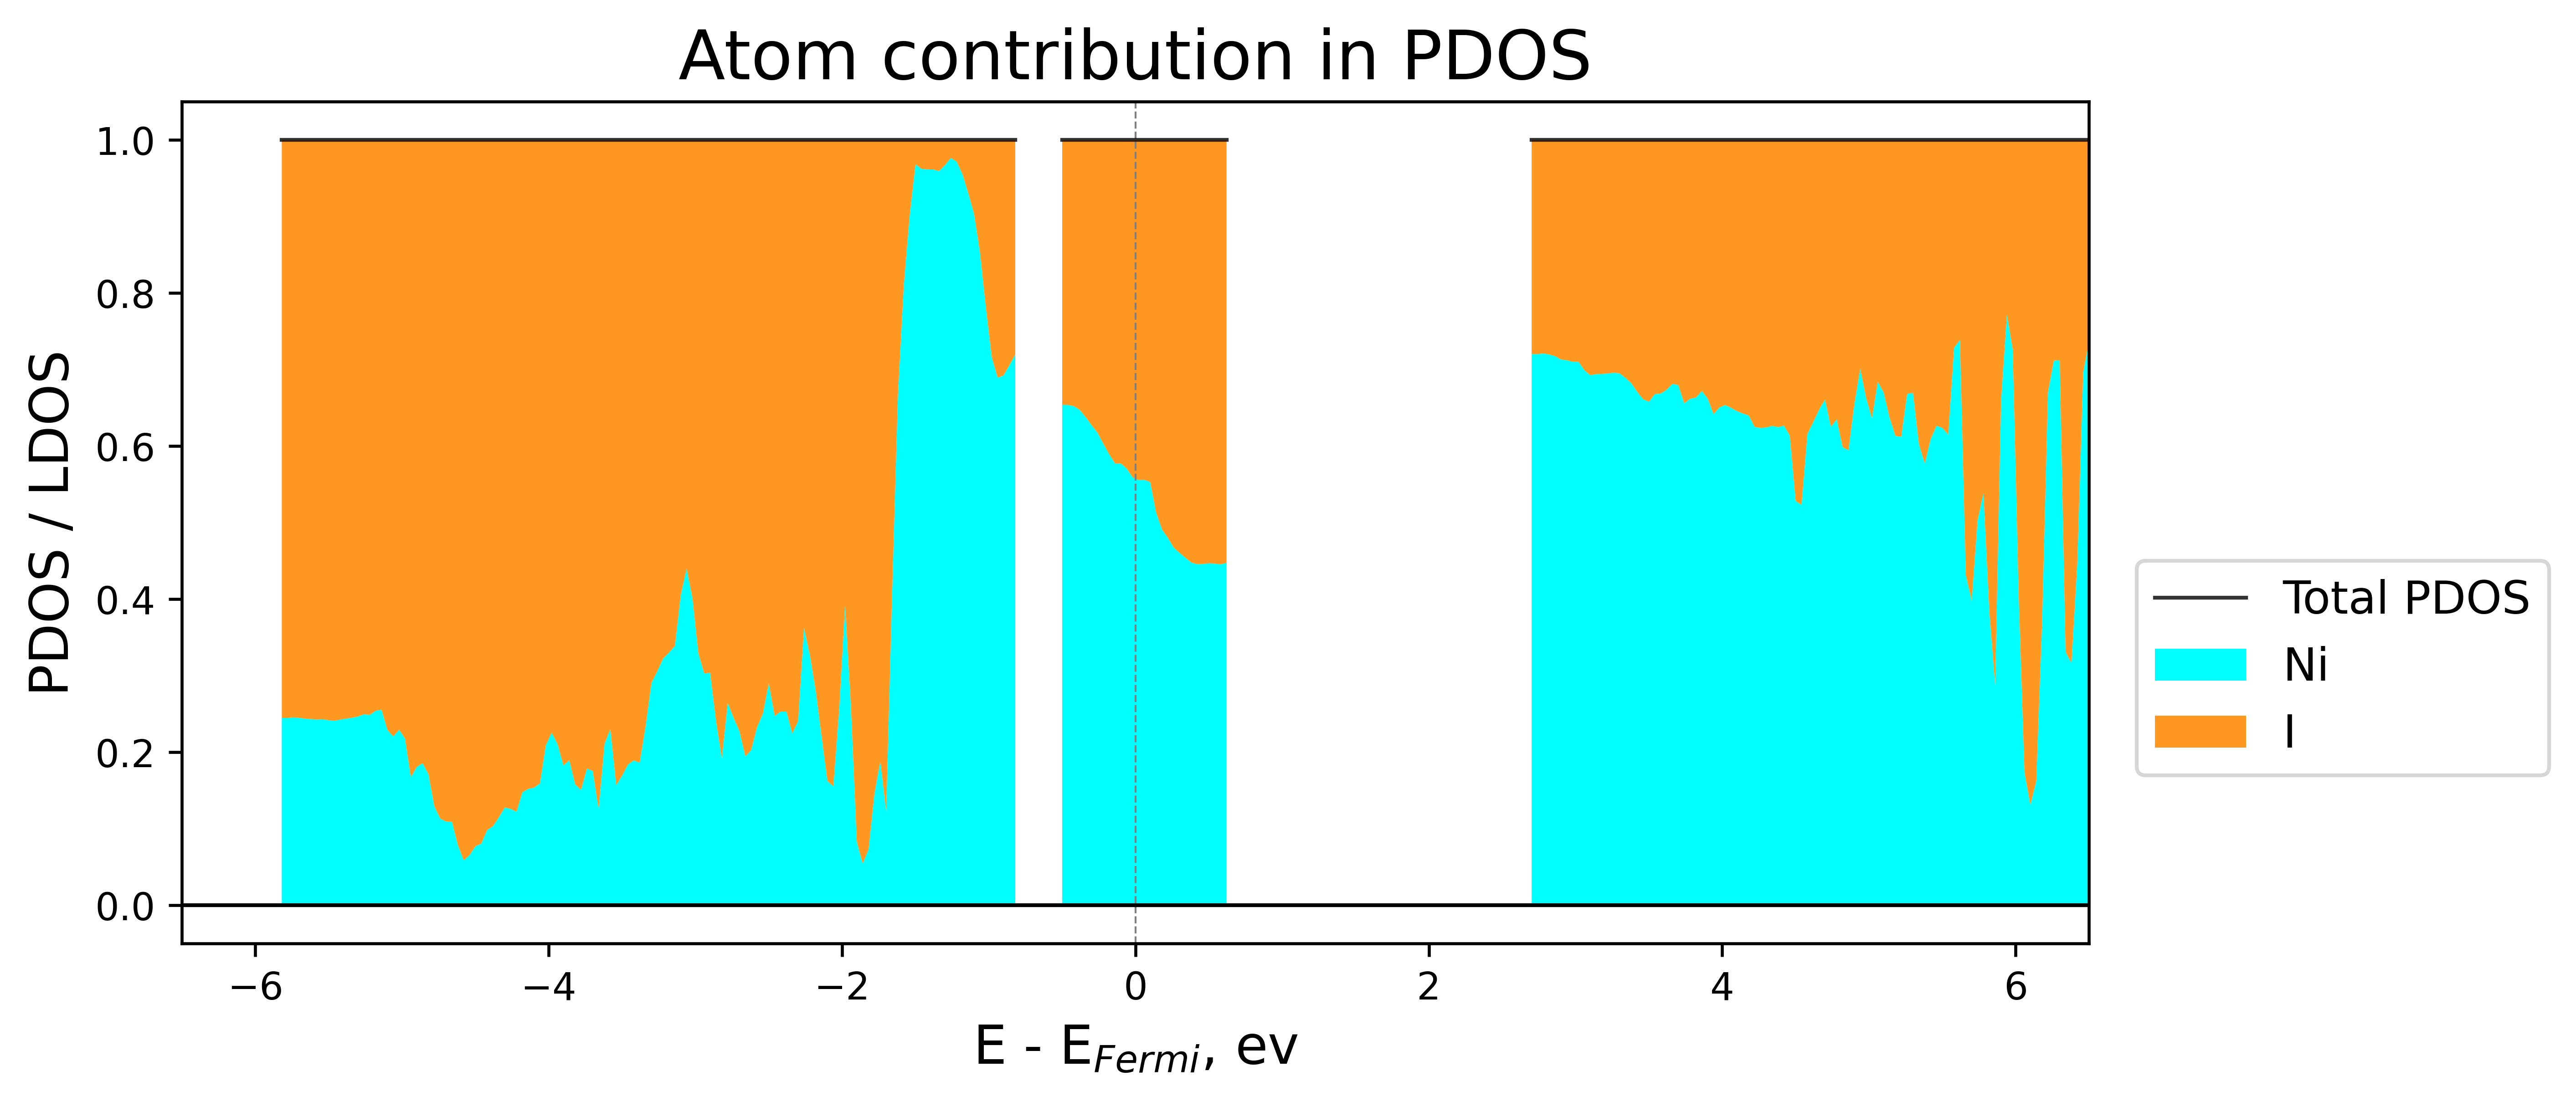 Atom contribution in PDOS
PDOS / LDOS
1.0
0.8
0.6
0.4
0.2
0.0
−6
−4
−2
0
2
4
6
E - E_Fermi, ev
Total PDOS
Ni
I